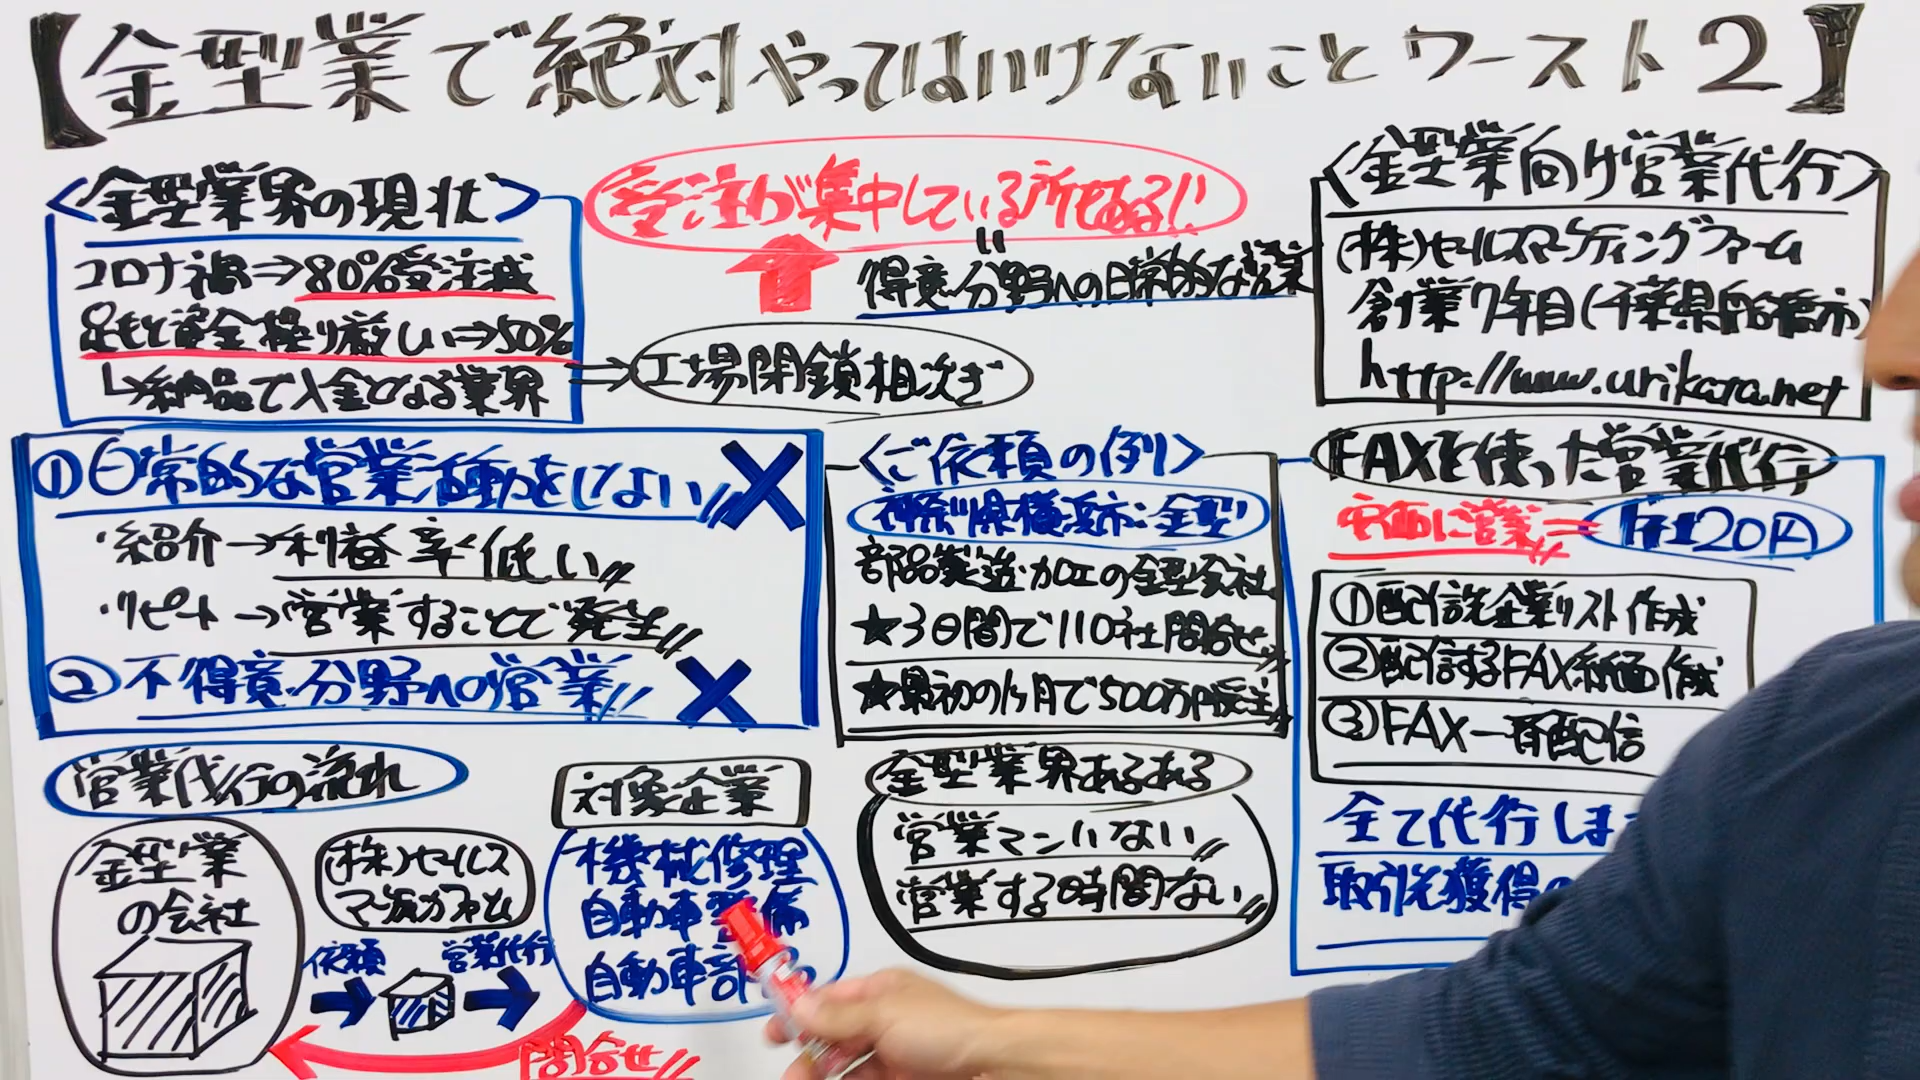 【金型業で絶対やってはいけないことワースト2】
<金型業界の現状>
コロナ禍⇒80%受注減
足もと資金繰り厳しい⇒50%
↳納品で入金となる業界
⇒工場閉鎖相次ぎ
受注が集中している所もある!!
得意分野への日常的な営業
<金型業向け営業代行>
(株)セールスマーケティングファーム
創業7年目(千葉県船橋市)
http://www.urikata.net
①日常的な営業活動をしない
・紹介→利益率低い
・リピート→営業することで発生
②不得意分野への営業
<ご依頼の例>
神奈川県横浜市:金型
部品製造・加工の金型会社
★3日間で110社問合せ
★最初の1ヶ月で500万円受注
FAXを使った営業代行
安価に営業=1件20円
①配信先企業リスト作成
②配信するFAX紙面作成
③FAX一斉配信
全て代行しま
取引先獲得の
営業代行の流れ
金型業
の会社
(株)セールス
マーケティングファーム
依頼
営業代行
対象企業
機械修理
自動車整備
自動車部
問合せ
金型業界あるある
営業マンいない
営業する時間ない